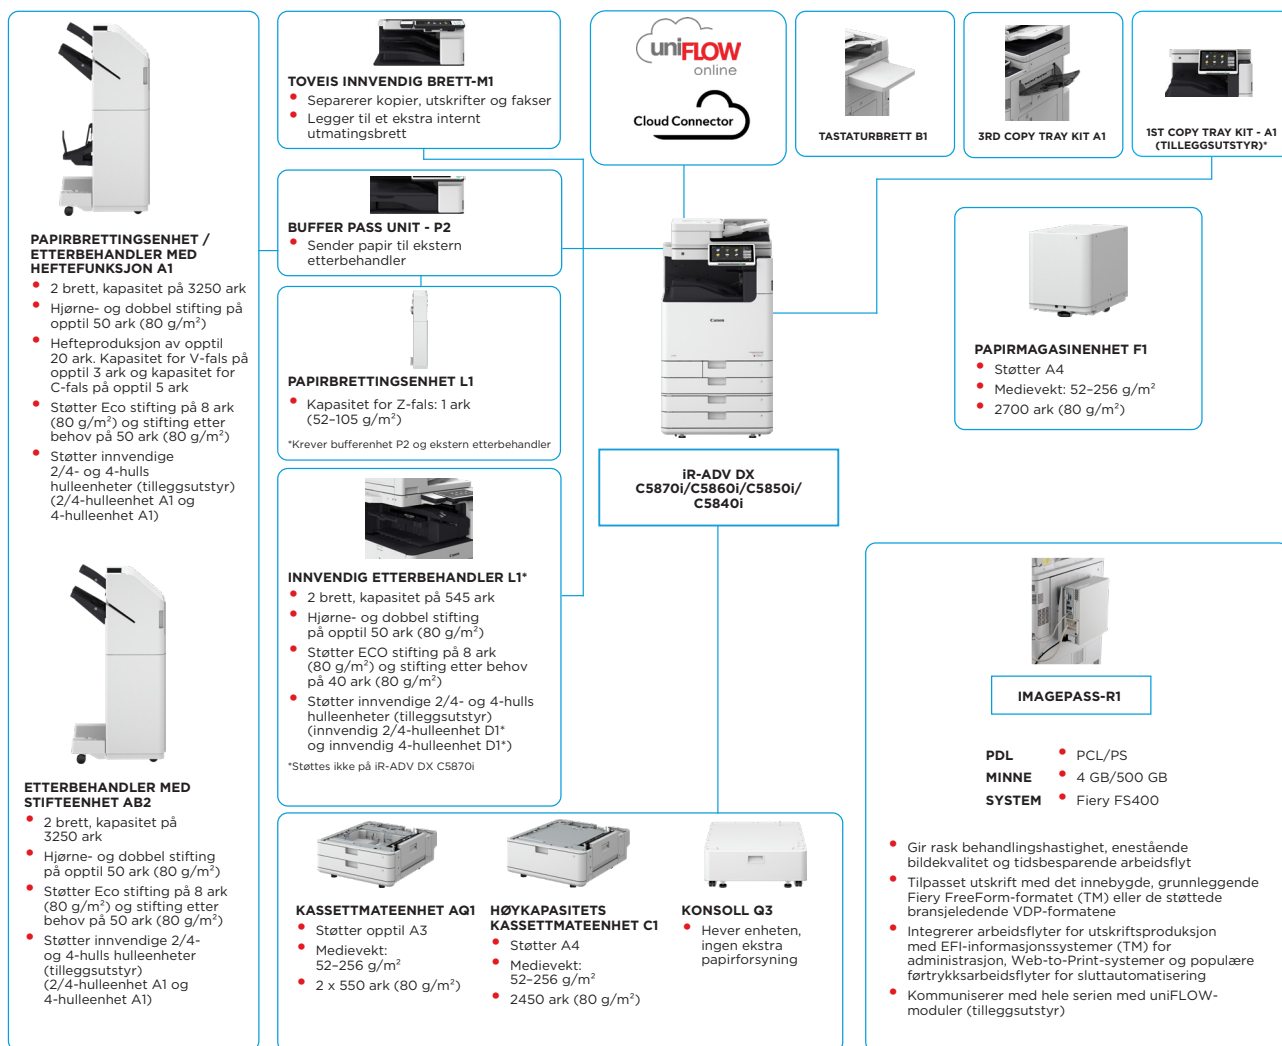 PAPIRBRETTINGSENHET /
ETTERBEHANDLER MED
HEFTEFUNKSJON A1
• 2 brett, kapasitet på 3250 ark
• Hjørne- og dobbel stifting på
opptil 50 ark (80 g/m²)
• Hefteproduksjon av opptil
20 ark. Kapasitet for V-fals på
opptil 3 ark og kapasitet for
C-fals på opptil 5 ark
• Støtter Eco stifting på 8 ark
(80 g/m²) og stifting etter
behov på 50 ark (80 g/m²)
• Støtter innvendige
2/4- og 4-hulls
hulleenheter (tilleggsutstyr)
(2/4-hulleenhet A1 og
4-hulleenhet A1)
ETTERBEHANDLER MED
STIFTEENHET AB2
• 2 brett, kapasitet på
3250 ark
• Hjørne- og dobbel stifting
på opptil 50 ark (80 g/m²)
• Støtter Eco stifting på 8 ark
(80 g/m²) og stifting etter
behov på 50 ark (80 g/m²)
• Støtter innvendige 2/4-
og 4-hulls hulleenheter
(tilleggsutstyr)
(2/4-hulleenhet A1 og
4-hulleenhet A1)
TOVEIS INNVENDIG BRETT-M1
• Separerer kopier, utskrifter og fakser
• Legger til et ekstra internt
utmatingsbrett
BUFFER PASS UNIT - P2
• Sender papir til ekstern
etterbehandler
PAPIRBRETTINGSENHET L1
• Kapasitet for Z-fals: 1 ark
(52–105 g/m²)
*Krever bufferenhet P2 og ekstern etterbehandler
INNVENDIG ETTERBEHANDLER L1*
• 2 brett, kapasitet på 545 ark
• Hjørne- og dobbel stifting
på opptil 50 ark (80 g/m²)
• Støtter ECO stifting på 8 ark
(80 g/m²) og stifting etter behov
på 40 ark (80 g/m²)
• Støtter innvendige 2/4- og 4-hulls
hulleenheter (tilleggsutstyr)
(innvendig 2/4-hulleenhet D1*
og innvendig 4-hulleenhet D1*)
*Støttes ikke på iR-ADV DX C5870i
uniFLOW
online
Cloud Connector
TASTATURBRETT B1
3RD COPY TRAY KIT A1
1ST COPY TRAY KIT - A1
(TILLEGGSUTSTYR)*
Canon
iR-ADV DX
C5870i/C5860i/C5850i/
C5840i
PAPIRMAGASINENHET F1
• Støtter A4
• Medievekt: 52–256 g/m²
• 2700 ark (80 g/m²)
KASSETTMATEENHET AQ1
• Støtter opptil A3
• Medievekt:
52–256 g/m²
• 2 x 550 ark (80 g/m²)
HØYKAPASITETS
KASSETTMATEENHET C1
• Støtter A4
• Medievekt:
52–256 g/m²
• 2450 ark (80 g/m²)
KONSOLL Q3
• Hever enheten,
ingen ekstra
papirforsyning
IMAGEPASS-R1
PDL • PCL/PS
MINNE • 4 GB/500 GB
SYSTEM • Fiery FS400
• Gir rask behandlingshastighet, enestående
bildekvalitet og tidsbesparende arbeidsflyt
• Tilpasset utskrift med det innebygde, grunnleggende
Fiery FreeForm-formatet (TM) eller de støttede
bransjeledende VDP-formatene
• Integrerer arbeidsflyter for utskriftsproduksjon
med EFI-informasjonssystemer (TM) for
administrasjon, Web-to-Print-systemer og populære
førtrykksarbeidsflyter for sluttautomatisering
• Kommuniserer med hele serien med uniFLOW-
moduler (tilleggsutstyr)